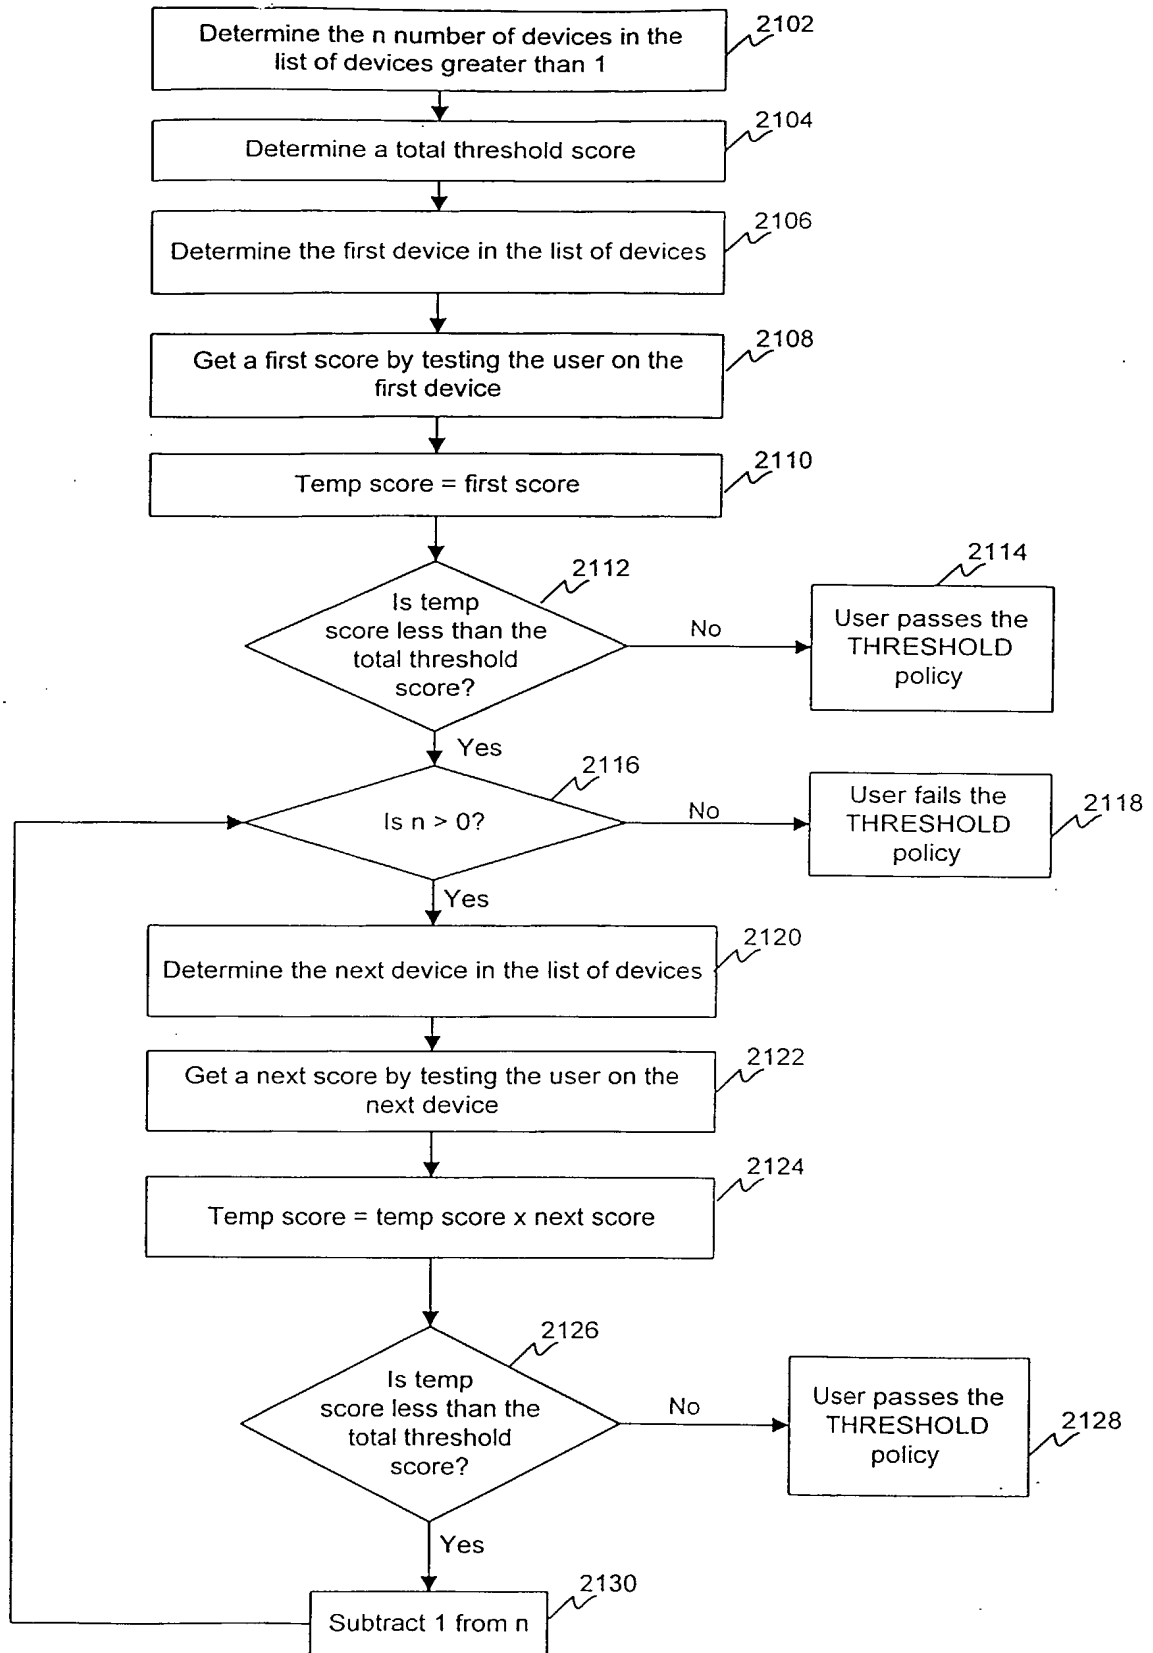 Determine the n number of devices in the
list of devices greater than 1
2102
Determine a total threshold score
2104
Determine the first device in the list of devices
2106
Get a first score by testing the user on the
first device
2108
Temp score = first score
2110
Is temp
score less than the
total threshold
score?
2112
No
User passes the
THRESHOLD
policy
2114
Yes
Is n > 0?
2116
No
User fails the
THRESHOLD
policy
2118
Yes
Determine the next device in the list of devices
2120
Get a next score by testing the user on the
next device
2122
Temp score = temp score x next score
2124
Is temp
score less than the
total threshold
score?
2126
No
User passes the
THRESHOLD
policy
2128
Yes
Subtract 1 from n
2130